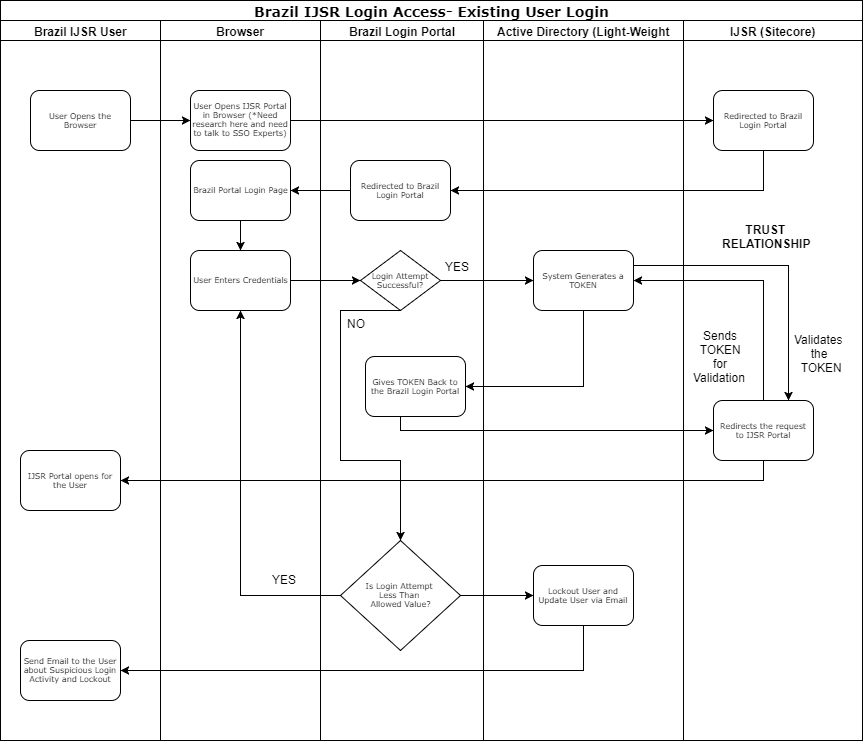 Brazil IJSR Login Access- Existing User Login
Brazil IJSR User
Browser
Brazil Login Portal
Active Directory (Light-Weight
IJSR (Sitecore)
User Opens the
Browser
User Opens IJSR Portal
in Browser (*Need
research here and need
to talk to SSO Experts)
Redirected to Brazil
Login Portal
Brazil Portal Login Page
Redirected to Brazil
Login Portal
TRUST
RELATIONSHIP
User Enters Credentials
Login Attempt
Successful?
YES
System Generates a
TOKEN
NO
Sends
TOKEN
for
Validation
Validates
the
TOKEN
Gives TOKEN Back to
the Brazil Login Portal
Redirects the request
to IJSR Portal
IJSR Portal opens for
the User
YES
Is Login Attempt
Less Than
Allowed Value?
Lockout User and
Update User via Email
Send Email to the User
about Suspicious Login
Activity and Lockout